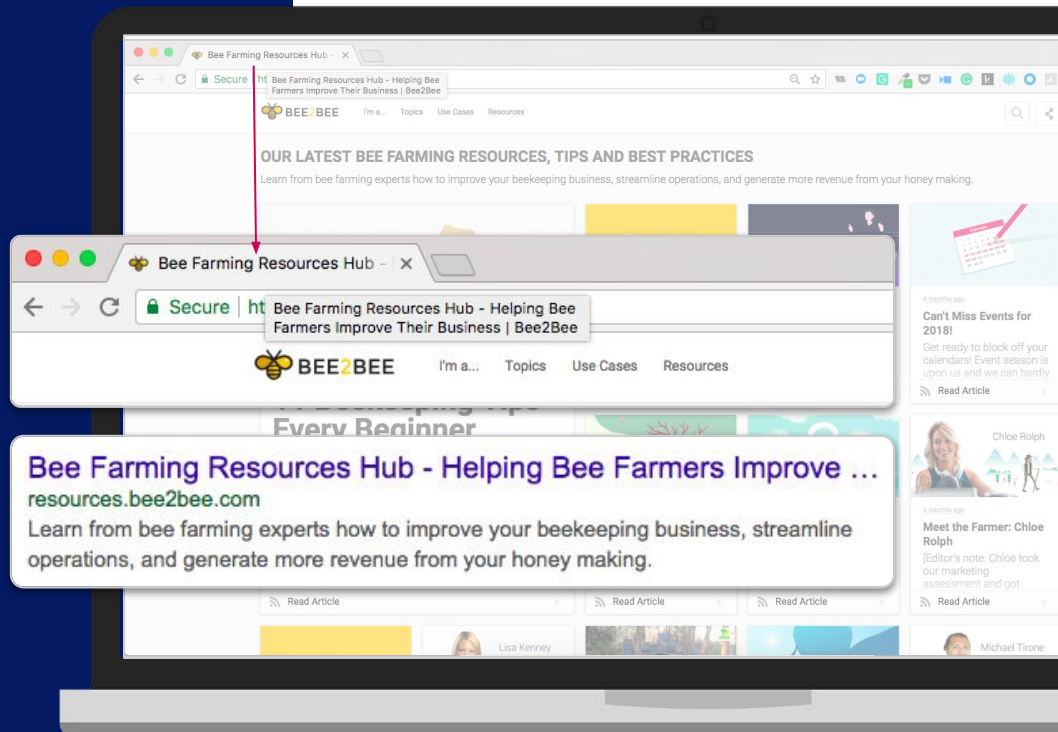 Bee Farming Resources Hub -
Secure
ht
Bee Farming Resources Hub - Helping Bee
Farmers Improve Their Business | Bee2Bee
BEE2BEE
I'm a...
Topics
Use Cases
Resources
OUR LATEST BEE FARMING RESOURCES, TIPS AND BEST PRACTICES
Learn from bee farming experts how to improve your beekeeping business, streamline operations, and generate more revenue from your honey making.
Bee Farming Resources Hub -
Secure
ht
Bee Farming Resources Hub - Helping Bee
Farmers Improve Their Business | Bee2Bee
BEE2BEE
I'm a...
Topics
Use Cases
Resources
4 months ago
Can't Miss Events for
2018!
Get ready to block off your
calendars! Event season is
upon us and we can hardly
Read Article
Beekeeping Tips
Every Beginner
Bee Farming Resources Hub - Helping Bee Farmers Improve ...
resources.bee2bee.com
Learn from bee farming experts how to improve your beekeeping business, streamline
operations, and generate more revenue from your honey making.
Chloe Rolph
6 months ago
Meet the Farmer: Chloe
Rolph
[Editor's note: Chloe took
our marketing
assessment and got
Read Article
Read Article
Read Article
Read Article
Lisa Kenney
Michael Tirone